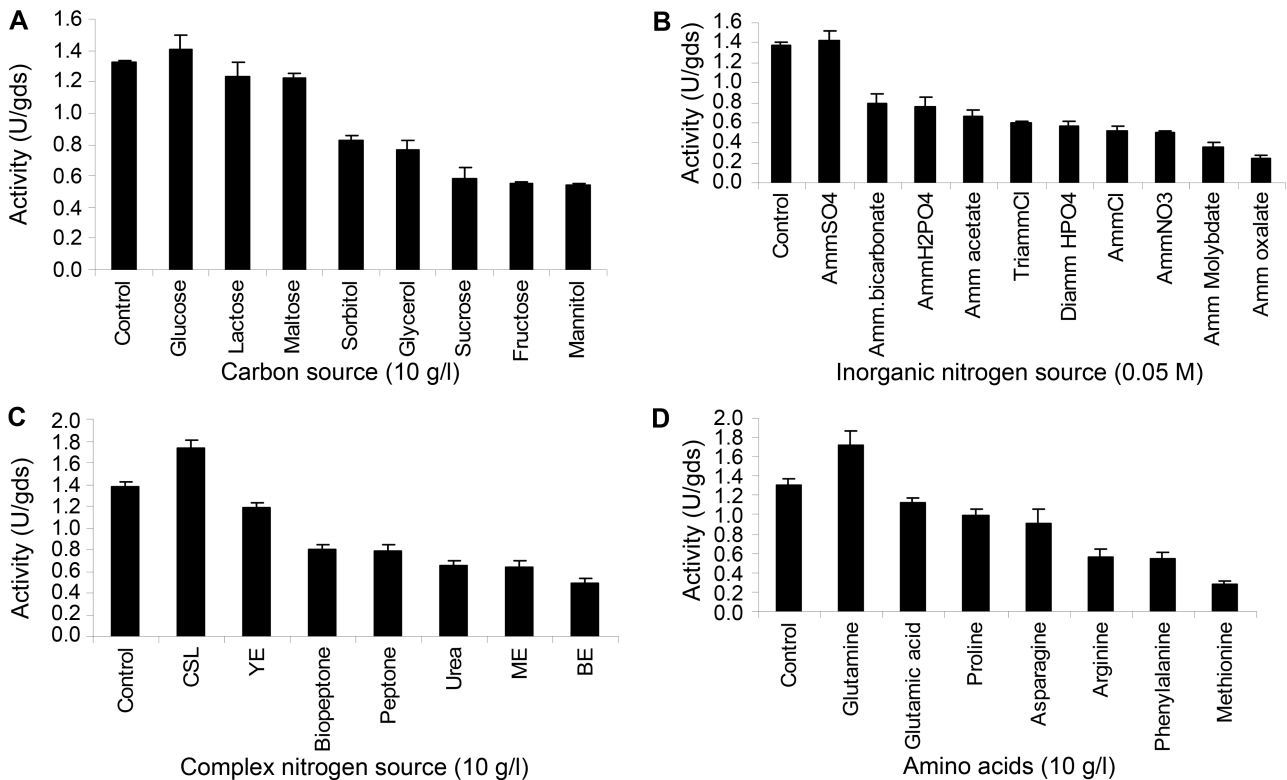 A
Activity (U/gds)
1.6
1.4
1.2
1.0
0.8
0.6
0.4
0.2
0.0
Control
Glucose
Lactose
Maltose
Sorbitol
Glycerol
Sucrose
Fructose
Mannitol
Carbon source (10 g/l)
B
Activity (U/gds)
1.6
1.4
1.2
1.0
0.8
0.6
0.4
0.2
0.0
Control
AmmSO4
Amm.bicarbonate
AmmH2PO4
Amm acetate
TriammCl
Diamm HPO4
AmmCl
AmmNO3
Amm Molybdate
Amm oxalate
Inorganic nitrogen source (0.05 M)
C
Activity (U/gds)
2.0
1.8
1.6
1.4
1.2
1.0
0.8
0.6
0.4
0.2
0.0
Control
CSL
YE
Biopeptone
Peptone
Urea
ME
BE
Complex nitrogen source (10 g/l)
D
Activity (U/gds)
2.0
1.8
1.6
1.4
1.2
1.0
0.8
0.6
0.4
0.2
0.0
Control
Glutamine
Glutamic acid
Proline
Asparagine
Arginine
Phenylalanine
Methionine
Amino acids (10 g/l)